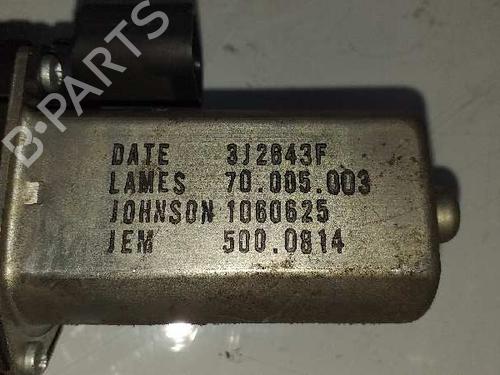 B-PARTS
DATE 3J2843F
LAMES 70.005.003
JOHNSON 1060625
JEM 500.0814